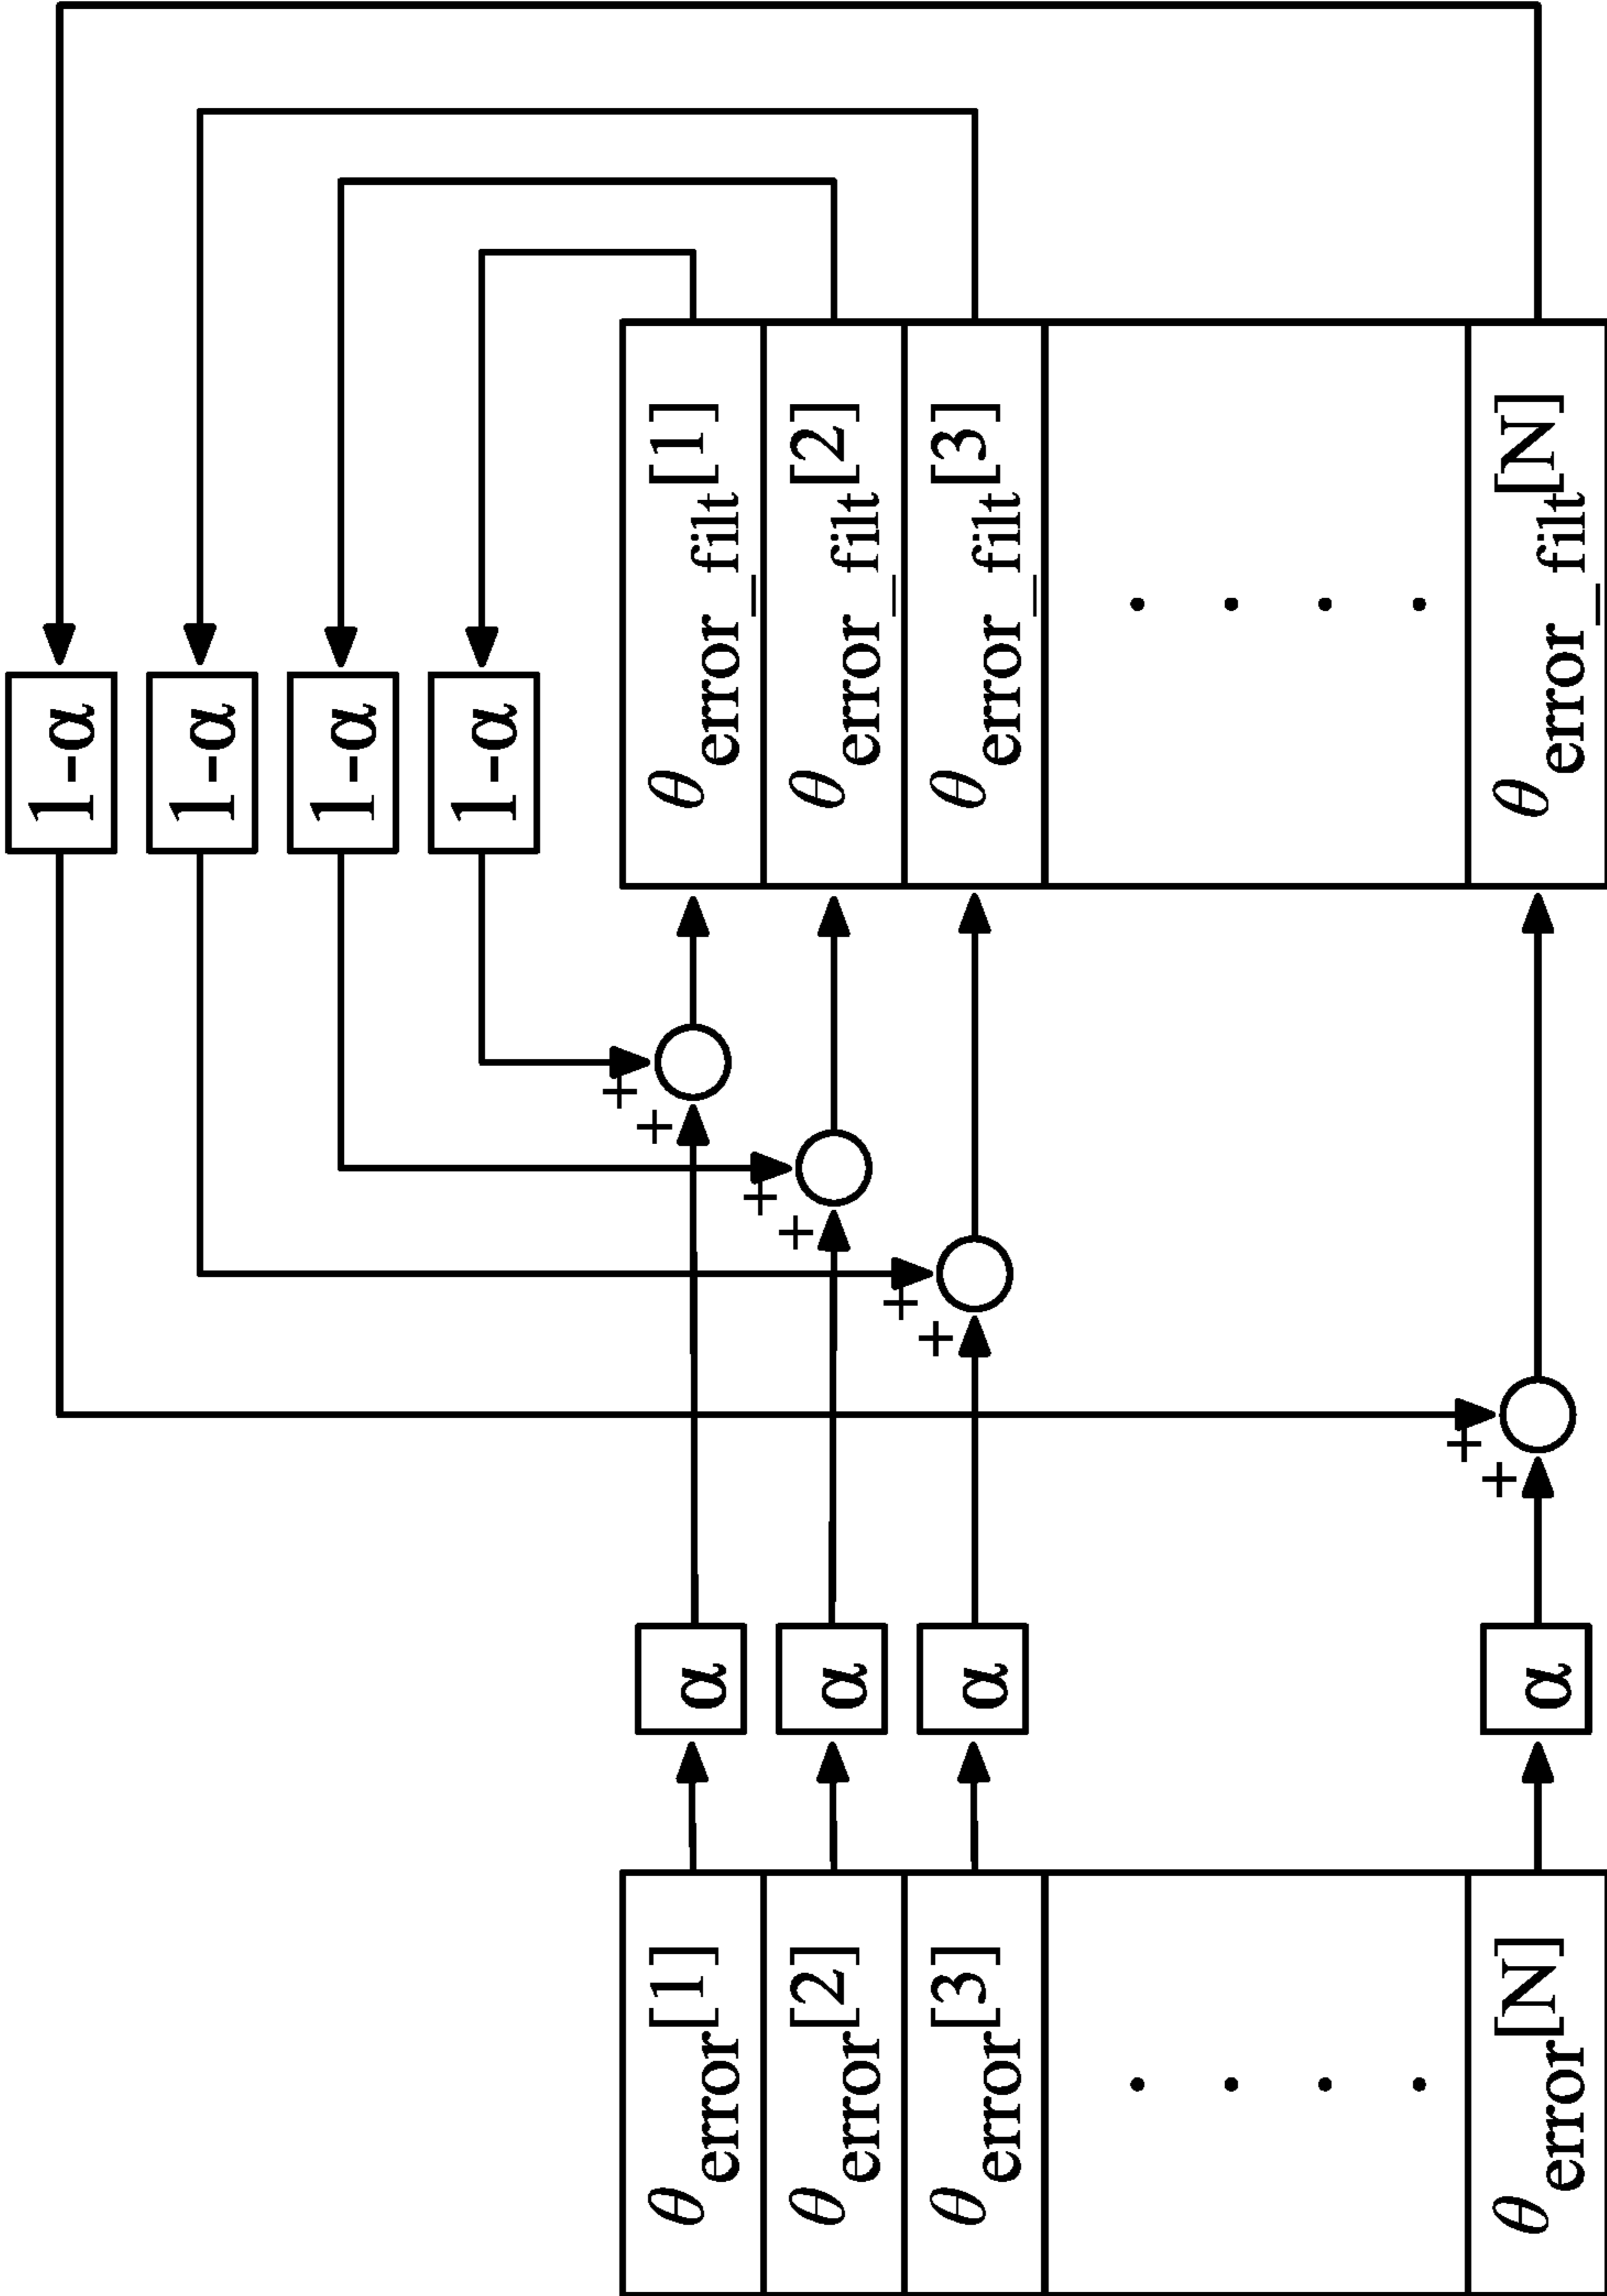 1-α
1-α
1-α
1-α
θerror[1]
α
+
+
θerror_filt[1]
θerror[2]
α
+
+
θerror_filt[2]
θerror[3]
α
+
+
θerror_filt[3]
. . . .
. . . .
θerror[N]
α
+
+
θerror_filt[N]